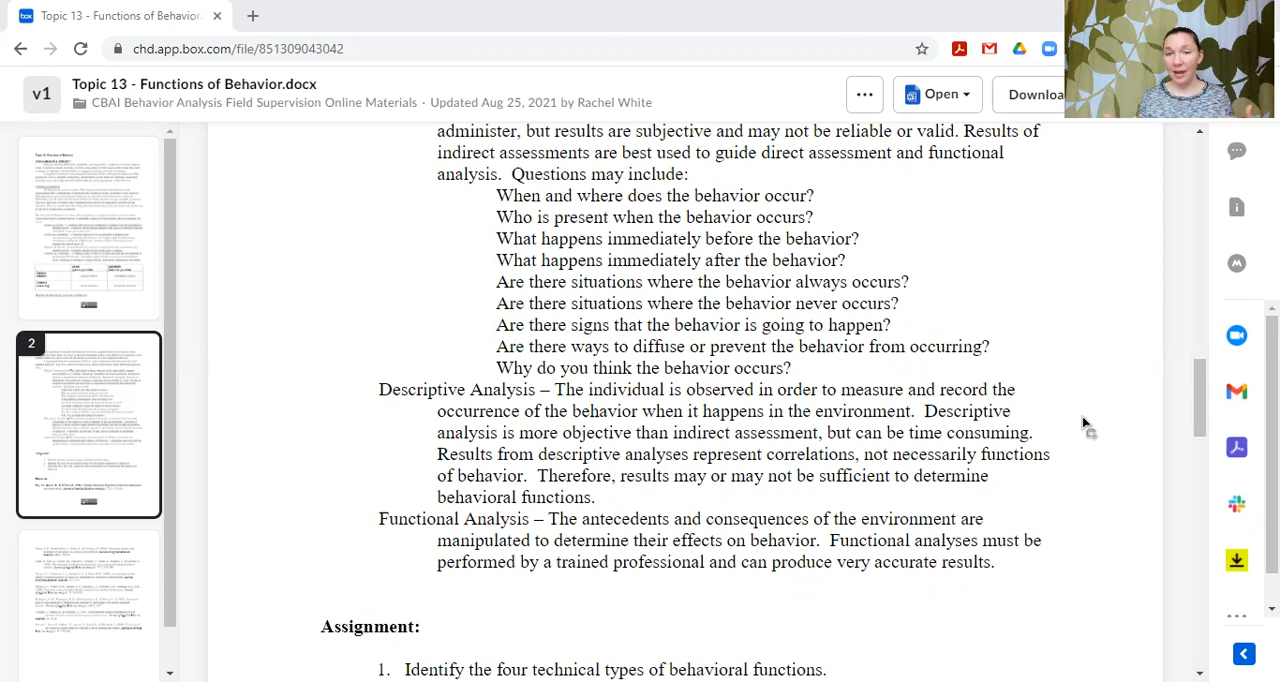 Topic 13 - Functions of Behavior.
chd.app.box.com/file/851309043042
v1
Topic 13 - Functions of Behavior.docx
CBAI Behavior Analysis Field Supervision Online Materials · Updated Aug 25, 2021 by Rachel White
Open
Downloa
administer, but results are subjective and may not be reliable or valid. Results of
indirect assessments are best used to guide direct assessment and functional
analysis. Questions may include:
When and where does the behavior occur?
Who is present when the behavior occurs?
What happens immediately before the behavior?
What happens immediately after the behavior?
Are there situations where the behavior always occurs?
Are there situations where the behavior never occurs?
Are there signs that the behavior is going to happen?
Are there ways to diffuse or prevent the behavior from occurring?
Why do you think the behavior occurs?
Descriptive Analysis – The individual is observed in order to measure and record the
occurrence of the behavior when it happens in the environment. Descriptive
analysis is more objective than indirect assessment, but can be time consuming.
Results from descriptive analyses represent correlations, not necessarily functions
of behavior. Therefore, results may or may not be sufficient to determine
behavioral functions.
Functional Analysis – The antecedents and consequences of the environment are
manipulated to determine their effects on behavior. Functional analyses must be
performed by a trained professional and can produce very accurate results.
Assignment:
1. Identify the four technical types of behavioral functions.
2